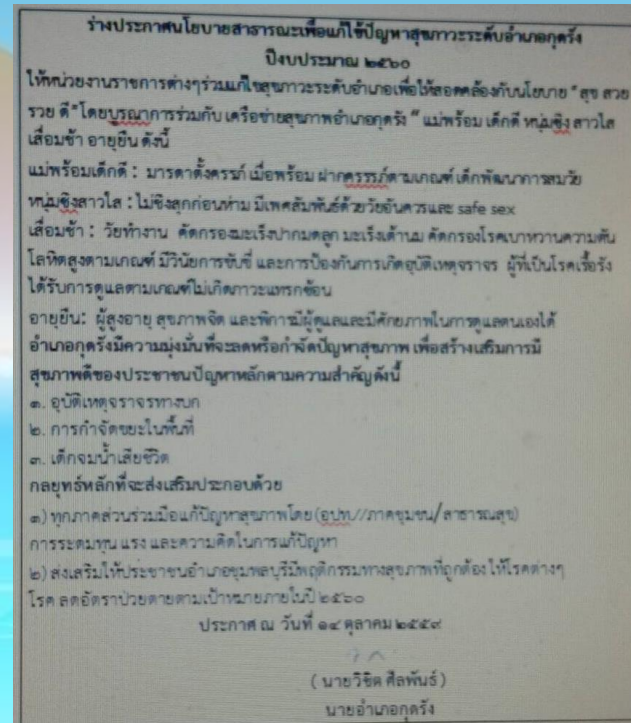 ร่างประกาศนโยบายสาธารณะเพื่อแก้ไข้ปัญหาสุขภาวะระดับอำเภอกุดรัง
ปีงบประมาณ ๒๕๖๐
ให้หน่วยงานราชการต่างๆร่วมแก้ไขสุขภาวะระดับอำเภอเพื่อให้สอดคล้องกับนโยบาย " สุข สวย
รวย ดี " โดยบูรณาการร่วมกับ เครือข่ายสุขภาพอำเภอกุดรัง " แม่พร้อม เด็กดี หนุ่มซิง สาวใส
เสื่อมช้า อายุยืน ดังนี้
แม่พร้อมเด็กดี : มารดาตั้งครรภ์ เมื่อพร้อม ฝากครรรภ์ตามเกณฑ์ เด็กพัฒนาการสมวัย
หนุ่มซิงสาวใส : ไม่ชิงสุกก่อนห่าม มีเพศสัมพันธ์ด้วยวัยอันควรและ safe sex
เสื่อมช้า : วัยทำงาน คัดกรองมะเร็งปากมดลูก มะเร็งเต้านม คัดกรองโรคเบาหวานความดัน
โลหิตสูงตามเกณฑ์ มีวินัยการขับขี่ และการป้องกันการเกิดอุบัติเหตุจราจร ผู้ที่เป็นโรคเรื้อรัง
ได้รับการดูแลตามเกณฑ์ไม่เกิดภาวะแทรกซ้อน
อายุยืน: ผู้สูงอายุ สุขภาพจิต และพิการมีผู้ดูแลและมีศักยภาพในการดูแลตนเองได้
อำเภอกุดรังมีความมุ่งมั่นที่จะลดหรือกำจัดปัญหาสุขภาพ เพื่อสร้างเสริมการมี
สุขภาพดีของประชาชนปัญหาหลักตามความสำคัญดังนี้
๑. อุบัติเหตุจราจรทางบก
๒. การกำจัดขยะในพื้นที่
๓. เด็กจมน้ำเสียชีวิต
กลยุทธ์หลักที่จะส่งเสริมประกอบด้วย
๑) ทุกภาคส่วนร่วมมือแก้ปัญหาสุขภาพโดย (อปท//ภาคชุมชน/สาธารณสุข)
การระดมทุน แรง และความคิดในการแก้ปัญหา
๒) ส่งเสริมให้ประชาชนอำเภอชุมพลบุรีมีพฤติกรรมทางสุขภาพที่ถูกต้อง ให้โรคต่างๆ
โรค ลดอัตราป่วยตายตามเป้าหมายภายในปี ๒๕๖๐
ประกาศ ณ วันที่ ๑๔ ตุลาคม ๒๕๕๙
( นายวิชิต ศีลพันธ์ )
นายอำเภอกุดรัง